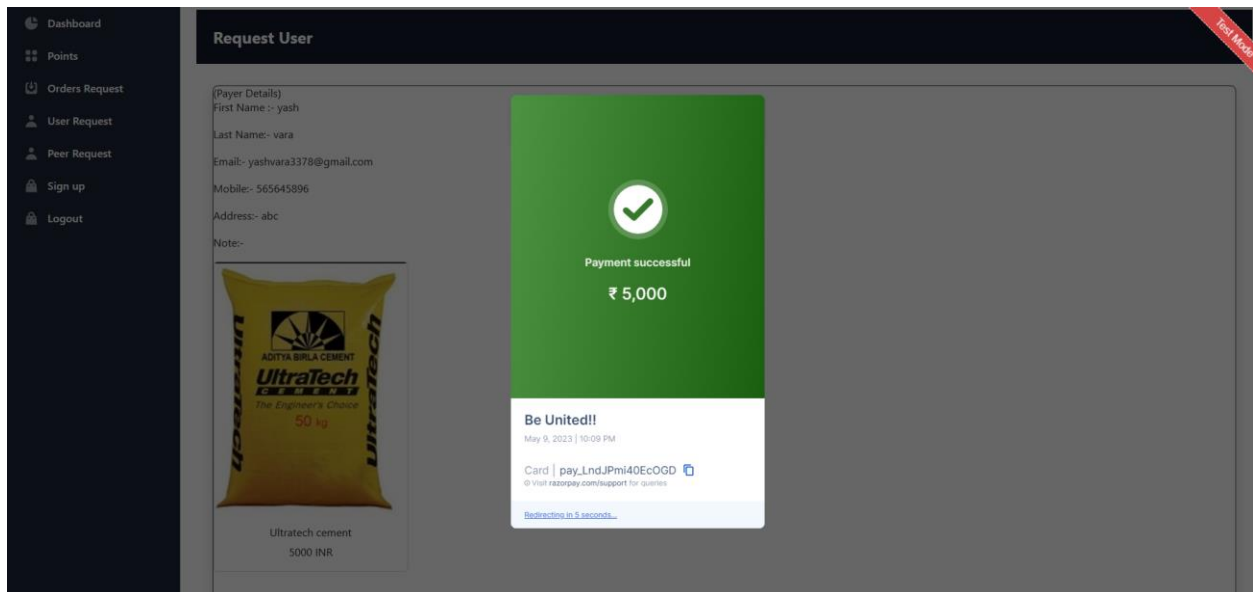 Dashboard
Points
Orders Request
User Request
Peer Request
Sign up
Logout
Request User
Test Mode
(Payer Details)
First Name :- yash
Last Name:- vara
Email:- yashvara3378@gmail.com
Mobile:- 565645896
Address:- abc
Note:-
ADITYA BIRLA CEMENT
UltraTech
CEMENT
The Engineer's Choice
50 kg
UltraTech
UltraTech
Ultratech cement
5000 INR
Payment successful
₹ 5,000
Be United!!
May 9, 2023 | 10:09 PM
Card | pay_LndJPmi40EcOGD
Visit razorpay.com/support for queries
Redirecting in 5 seconds...